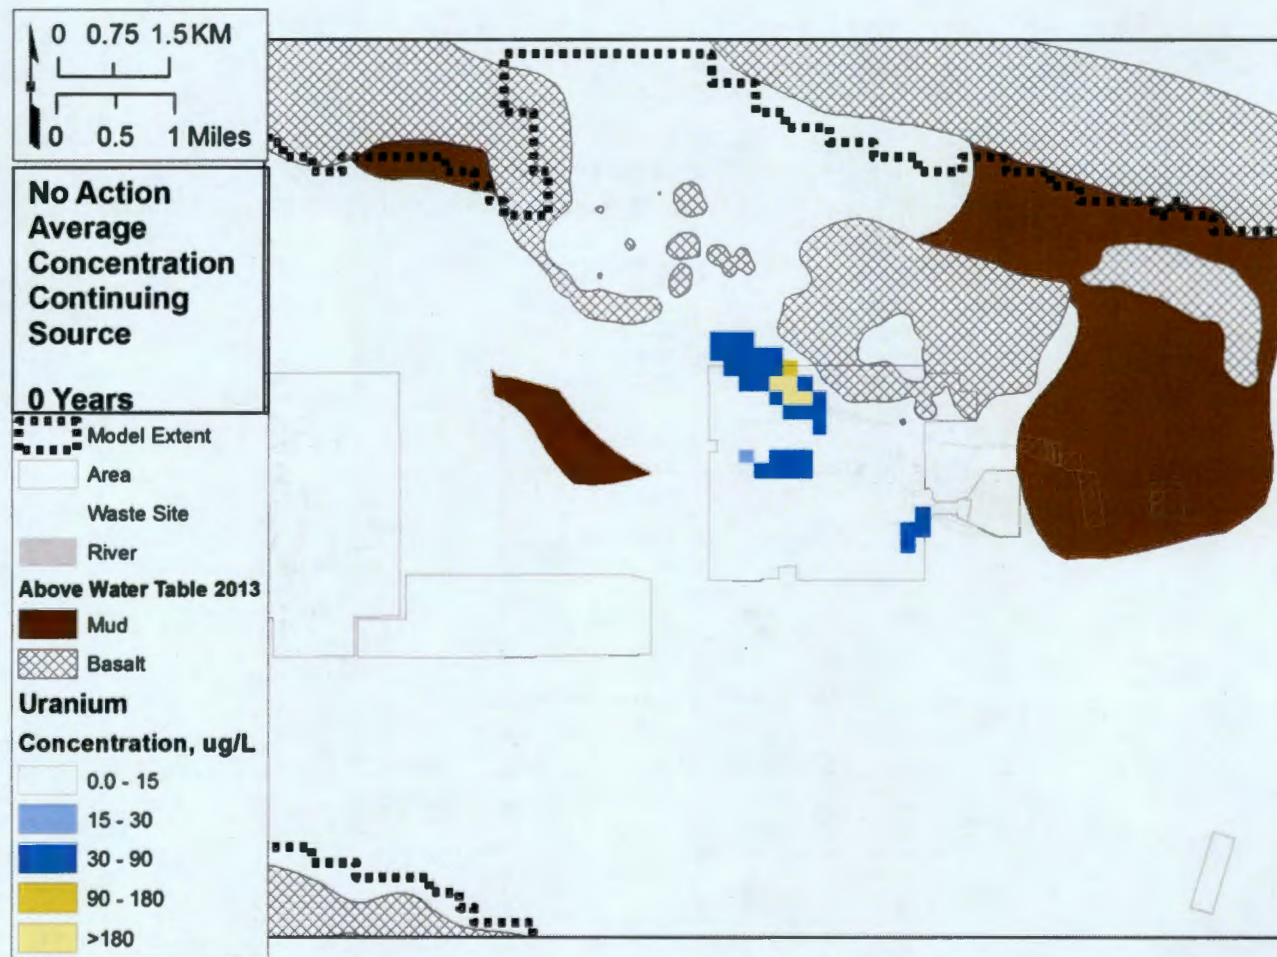 0 0.75 1.5 KM
0 0.5 1 Miles
No Action
Average
Concentration
Continuing
Source
0 Years
Model Extent
Area
Waste Site
River
Above Water Table 2013
Mud
Basalt
Uranium
Concentration, ug/L
0.0 - 15
15 - 30
30 - 90
90 - 180
>180